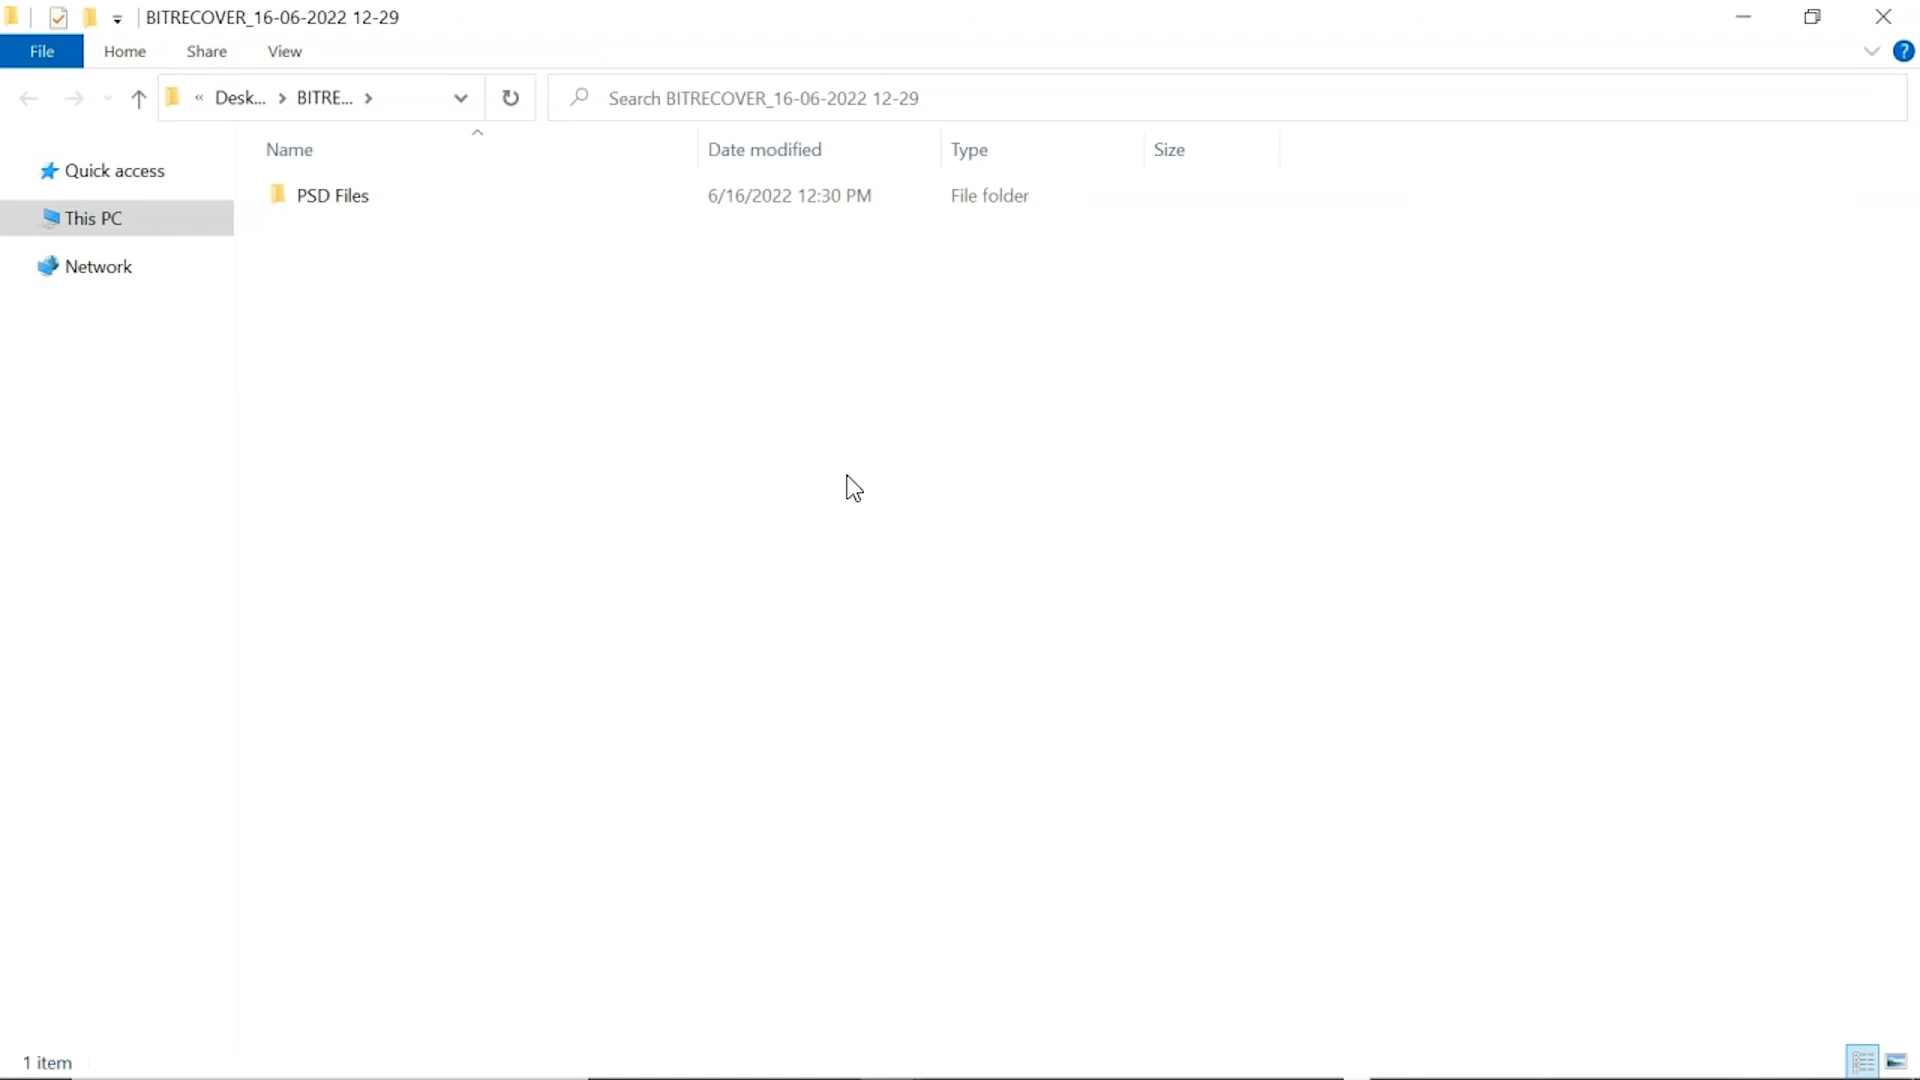 BITRECOVER_16-06-2022 12-29
File Home Share View ?
« Desk... > BITRE... > Search BITRECOVER_16-06-2022 12-29
Name Date modified Type Size
Quick access
PSD Files 6/16/2022 12:30 PM File folder
This PC
Network
1 item